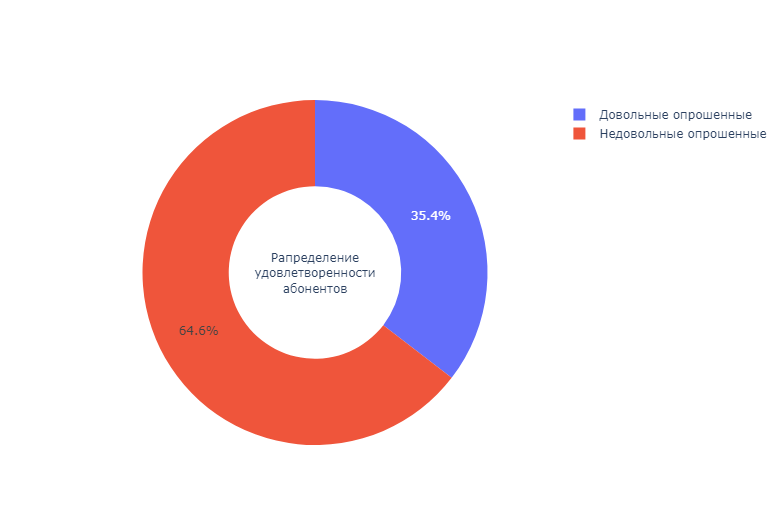 Довольные опрошенные
Недовольные опрошенные
35.4%
Рапределение
удовлетворенности
абонентов
64.6%